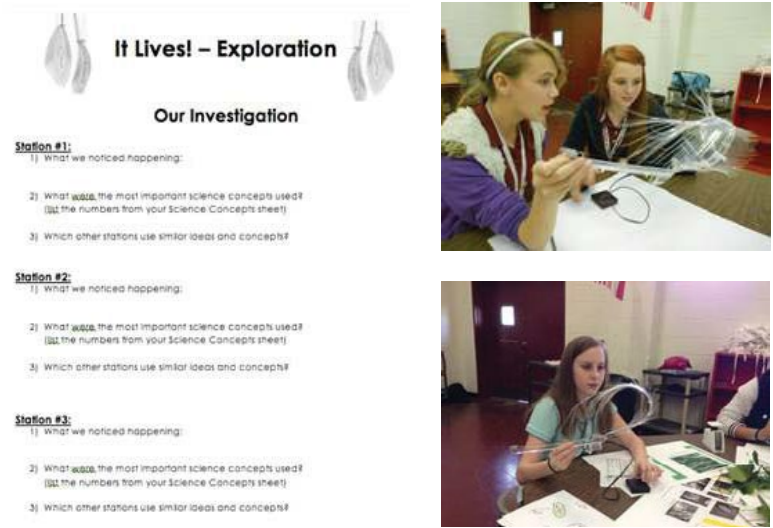 It Lives! – Exploration
Our Investigation
Station #1:
1) What we noticed happening:
2) What were the most important science concepts used?
(list the numbers from your Science Concepts sheet)
3) Which other stations use similar ideas and concepts?
Station #2:
1) What we noticed happening:
2) What were the most important science concepts used?
(list the numbers from your Science Concepts sheet)
3) Which other stations use similar ideas and concepts?
Station #3:
1) What we noticed happening:
2) What were the most important science concepts used?
(list the numbers from your Science Concepts sheet)
3) Which other stations use similar ideas and concepts?